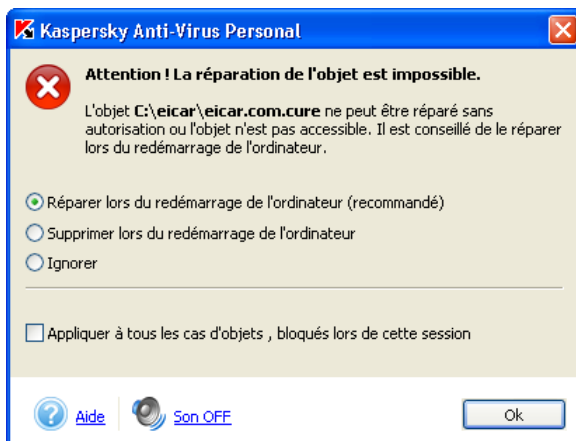 Kaspersky Anti-Virus Personal
Attention ! La réparation de l'objet est impossible.
L'objet C:\eicar\eicar.com.cure ne peut être réparé sans
autorisation ou l'objet n'est pas accessible. Il est conseillé de le réparer
lors du redémarrage de l'ordinateur.
Réparer lors du redémarrage de l'ordinateur (recommandé)
Supprimer lors du redémarrage de l'ordinateur
Ignorer
Appliquer à tous les cas d'objets , bloqués lors de cette session
Aide Son OFF Ok